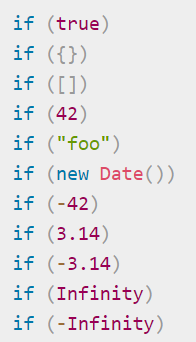 if (true)
if ({})
if ([])
if (42)
if ("foo")
if (new Date())
if (-42)
if (3.14)
if (-3.14)
if (Infinity)
if (-Infinity)